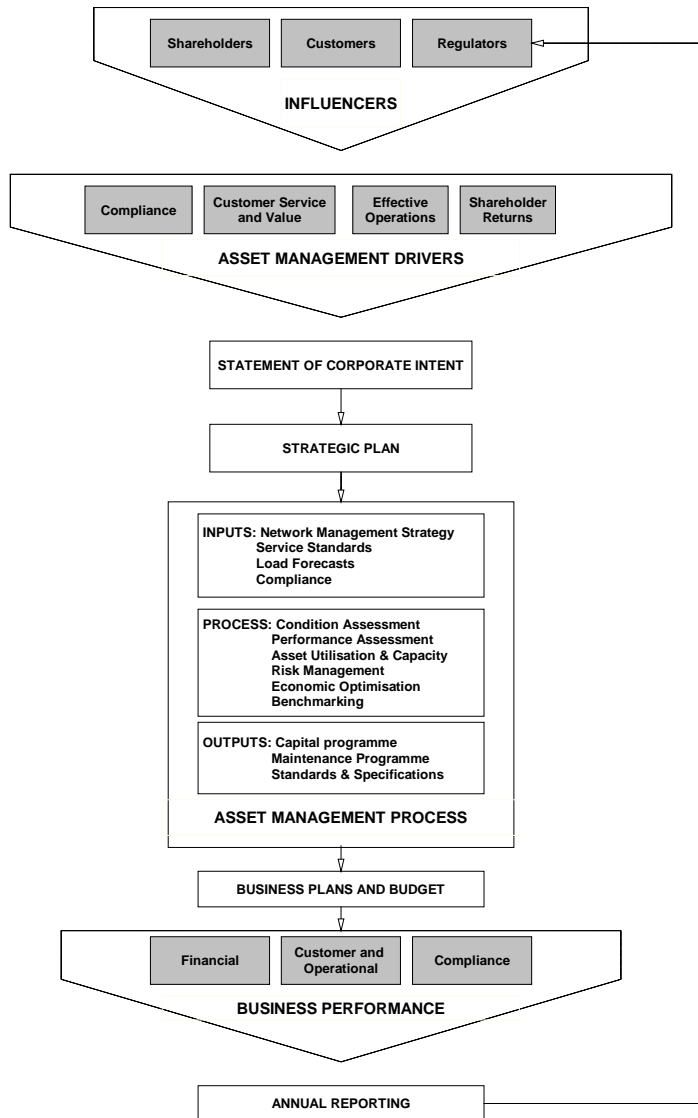 Shareholders
Customers
Regulators
INFLUENCERS
Compliance
Customer Service
and Value
Effective
Operations
Shareholder
Returns
ASSET MANAGEMENT DRIVERS
STATEMENT OF CORPORATE INTENT
STRATEGIC PLAN
INPUTS: Network Management Strategy
Service Standards
Load Forecasts
Compliance
PROCESS: Condition Assessment
Performance Assessment
Asset Utilisation & Capacity
Risk Management
Economic Optimisation
Benchmarking
OUTPUTS: Capital programme
Maintenance Programme
Standards & Specifications
ASSET MANAGEMENT PROCESS
BUSINESS PLANS AND BUDGET
Financial
Customer and
Operational
Compliance
BUSINESS PERFORMANCE
ANNUAL REPORTING